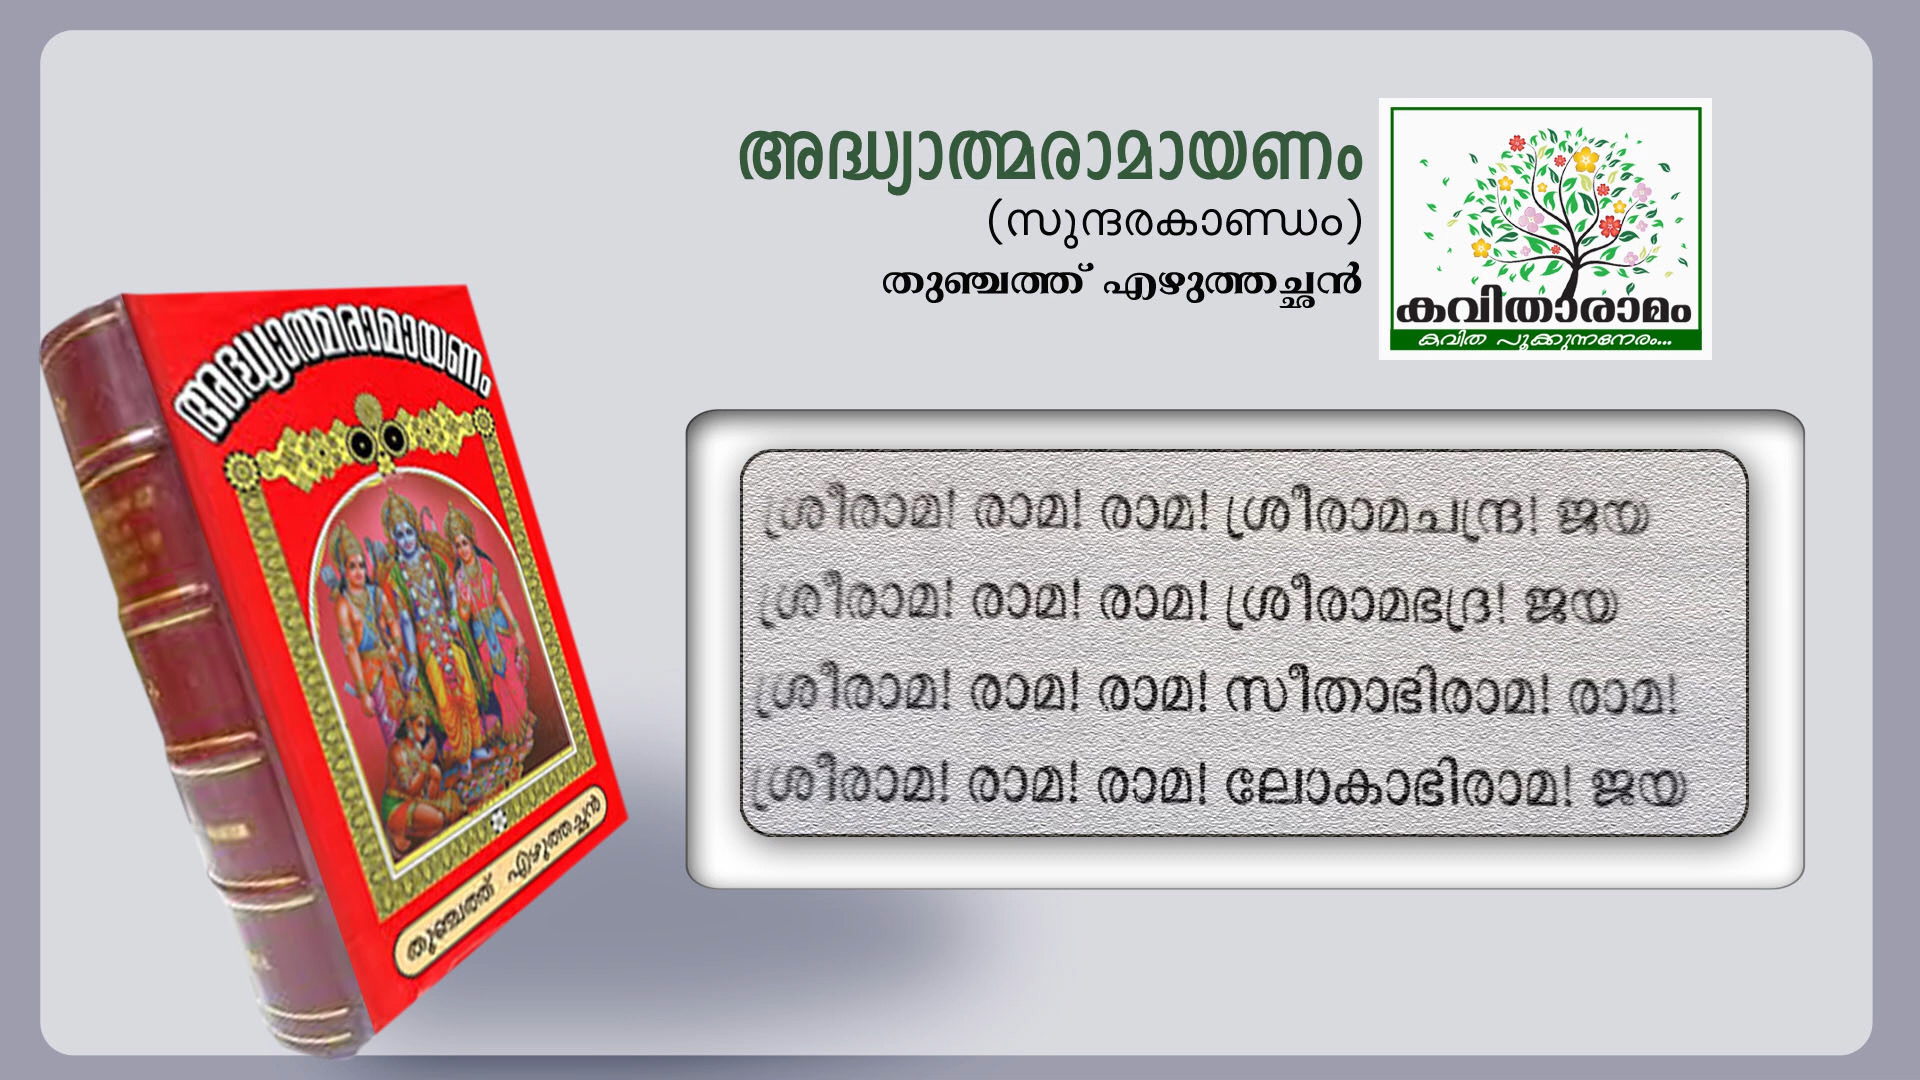 അദ്ധ്യാത്മരാമായണം
(സുന്ദരകാണ്ഡം)
തുഞ്ചത്ത് എഴുത്തച്ഛൻ
കവിതാരാമം
കവിത പൂക്കുന്നനേരം...
അദ്ധ്യാത്മരാമായണം
തുഞ്ചത്ത് എഴുത്തച്ഛൻ
ശ്രീരാമ! രാമ! രാമ! ശ്രീരാമചന്ദ്ര! ജയ
ശ്രീരാമ! രാമ! രാമ! ശ്രീരാമഭദ്ര! ജയ
ശ്രീരാമ! രാമ! രാമ! സീതാഭിരാമ! രാമ!
ശ്രീരാമ! രാമ! രാമ! ലോകാഭിരാമ! ജയ